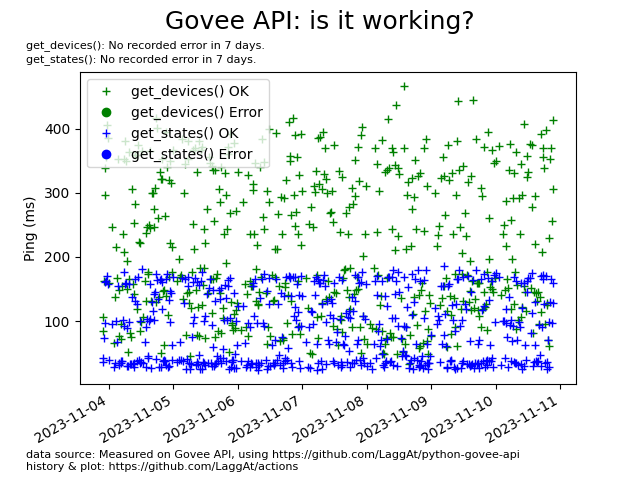 Govee API: is it working?
get_devices(): No recorded error in 7 days.
get_states(): No recorded error in 7 days.
get_devices() OK
get_devices() Error
get_states() OK
get_states() Error
Ping (ms)
400
300
200
100
2023-11-04
2023-11-05
2023-11-06
2023-11-07
2023-11-08
2023-11-09
2023-11-10
2023-11-11
data source: Measured on Govee API, using https://github.com/LaggAt/python-govee-api
history & plot: https://github.com/LaggAt/actions